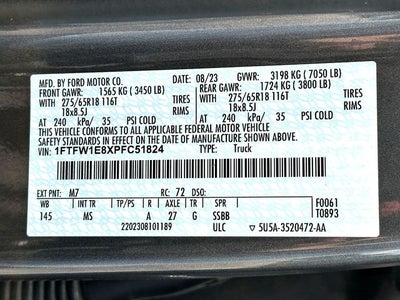 MFD. BY FORD MOTOR CO. DATE: 08/23 GVWR: 3198 KG (7050 LB)
FRONT GAWR: 1565 KG (3450 LB) REAR GAWR: 1724 KG (3800 LB)
WITH 275/65R18 116T TIRES WITH 275/65R18 116T TIRES
18x8.5J RIMS 18x8.5J RIMS
AT 240 kPa/ 35 PSI COLD AT 240 kPa/ 35 PSI COLD
THIS VEHICLE CONFORMS TO ALL APPLICABLE FEDERAL MOTOR VEHICLE
SAFETY STANDARDS IN EFFECT ON THE DATE OF MANUFACTURE SHOWN ABOVE.
VIN: 1FTFW1E8XPFC51824 TYPE: Truck
EXT PNT: M7 RC: 72 DSO:
WB INT TR TP/PS R AXLE TR SPR F0061
145 MS A 27 G SSBB T0893
2202308101189 ULC 5U5A-3520472-AA